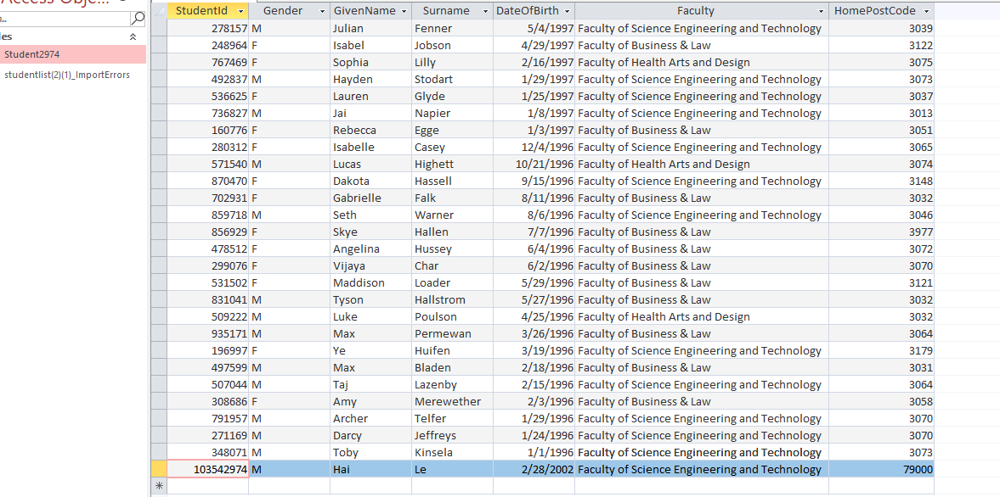 Access Obje...
StudentId Gender GivenName Surname DateOfBirth Faculty HomePostCode
278157 M Julian Fenner 5/4/1997 Faculty of Science Engineering and Technology 3039
248964 F Isabel Jobson 4/29/1997 Faculty of Business & Law 3122
767469 F Sophia Lilly 2/16/1997 Faculty of Health Arts and Design 3075
492837 M Hayden Stodart 1/29/1997 Faculty of Science Engineering and Technology 3073
536625 F Lauren Glyde 1/25/1997 Faculty of Science Engineering and Technology 3037
736827 M Jai Napier 1/8/1997 Faculty of Science Engineering and Technology 3013
160776 F Rebecca Egge 1/3/1997 Faculty of Business & Law 3051
280312 F Isabelle Casey 12/4/1996 Faculty of Science Engineering and Technology 3065
571540 M Lucas Highett 10/21/1996 Faculty of Health Arts and Design 3074
870470 F Dakota Hassell 9/15/1996 Faculty of Science Engineering and Technology 3148
702931 F Gabrielle Falk 8/11/1996 Faculty of Business & Law 3032
859718 M Seth Warner 8/6/1996 Faculty of Science Engineering and Technology 3046
856929 F Skye Hallen 7/7/1996 Faculty of Business & Law 3977
478512 F Angelina Hussey 6/4/1996 Faculty of Business & Law 3072
299076 F Vijaya Char 6/2/1996 Faculty of Business & Law 3070
531502 F Maddison Loader 5/29/1996 Faculty of Business & Law 3121
831041 M Tyson Hallstrom 5/27/1996 Faculty of Business & Law 3032
509222 M Luke Poulson 4/25/1996 Faculty of Health Arts and Design 3032
935171 M Max Permewan 3/26/1996 Faculty of Business & Law 3064
196997 F Ye Huifen 3/19/1996 Faculty of Science Engineering and Technology 3179
497599 M Max Bladen 2/18/1996 Faculty of Business & Law 3031
507044 M Taj Lazenby 2/15/1996 Faculty of Science Engineering and Technology 3064
308686 F Amy Merewether 2/3/1996 Faculty of Business & Law 3058
791957 M Archer Telfer 1/29/1996 Faculty of Science Engineering and Technology 3070
271169 M Darcy Jeffreys 1/24/1996 Faculty of Science Engineering and Technology 3070
348071 M Toby Kinsela 1/1/1996 Faculty of Science Engineering and Technology 3073
103542974 M Hai Le 2/28/2002 Faculty of Science Engineering and Technology 79000
les
Student2974
studentlist(2)(1)_ImportErrors